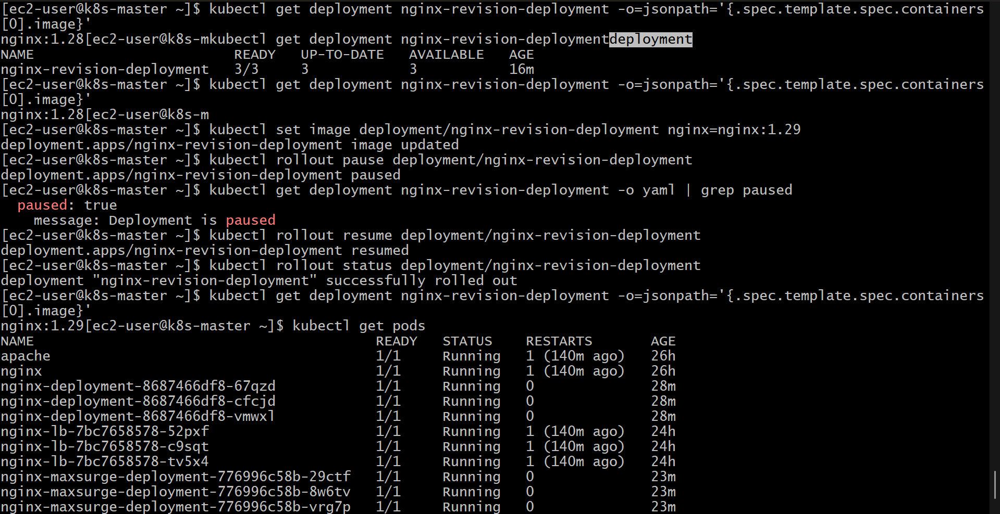 [ec2-user@k8s-master ~]$ kubectl get deployment nginx-revision-deployment -o=jsonpath='{.spec.template.spec.containers
[0].image}'
nginx:1.28[ec2-user@k8s-mkubectl get deployment nginx-revision-deploymentdeployment
NAME                        READY   UP-TO-DATE   AVAILABLE   AGE
nginx-revision-deployment   3/3     3            3           16m
[ec2-user@k8s-master ~]$ kubectl get deployment nginx-revision-deployment -o=jsonpath='{.spec.template.spec.containers
[0].image}'
nginx:1.28[ec2-user@k8s-m
[ec2-user@k8s-master ~]$ kubectl set image deployment/nginx-revision-deployment nginx=nginx:1.29
deployment.apps/nginx-revision-deployment image updated
[ec2-user@k8s-master ~]$ kubectl rollout pause deployment/nginx-revision-deployment
deployment.apps/nginx-revision-deployment paused
[ec2-user@k8s-master ~]$ kubectl get deployment nginx-revision-deployment -o yaml | grep paused
  paused: true
    message: Deployment is paused
[ec2-user@k8s-master ~]$ kubectl rollout resume deployment/nginx-revision-deployment
deployment.apps/nginx-revision-deployment resumed
[ec2-user@k8s-master ~]$ kubectl rollout status deployment/nginx-revision-deployment
deployment "nginx-revision-deployment" successfully rolled out
[ec2-user@k8s-master ~]$ kubectl get deployment nginx-revision-deployment -o=jsonpath='{.spec.template.spec.containers
[0].image}'
nginx:1.29[ec2-user@k8s-master ~]$ kubectl get pods
NAME                                         READY   STATUS    RESTARTS       AGE
apache                                       1/1     Running   1 (140m ago)   26h
nginx                                        1/1     Running   1 (140m ago)   26h
nginx-deployment-8687466df8-67qzd            1/1     Running   0              28m
nginx-deployment-8687466df8-cfcjd            1/1     Running   0              28m
nginx-deployment-8687466df8-vmwxl            1/1     Running   0              28m
nginx-lb-7bc7658578-52pxf                    1/1     Running   1 (140m ago)   24h
nginx-lb-7bc7658578-c9sqt                    1/1     Running   1 (140m ago)   24h
nginx-lb-7bc7658578-tv5x4                    1/1     Running   1 (140m ago)   24h
nginx-maxsurge-deployment-776996c58b-29ctf   1/1     Running   0              23m
nginx-maxsurge-deployment-776996c58b-8w6tv   1/1     Running   0              23m
nginx-maxsurge-deployment-776996c58b-vrg7p   1/1     Running   0              23m